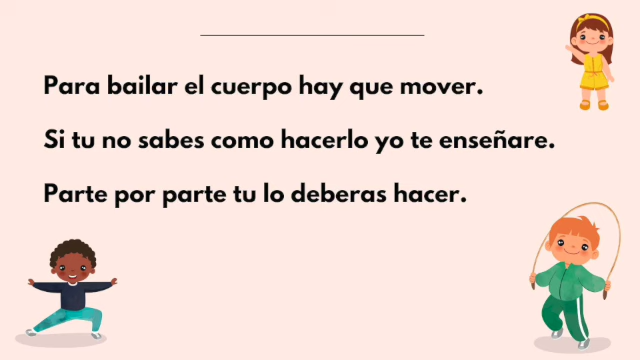 Para bailar el cuerpo hay que mover.
Si tu no sabes como hacerlo yo te enseñare.
Parte por parte tu lo deberas hacer.